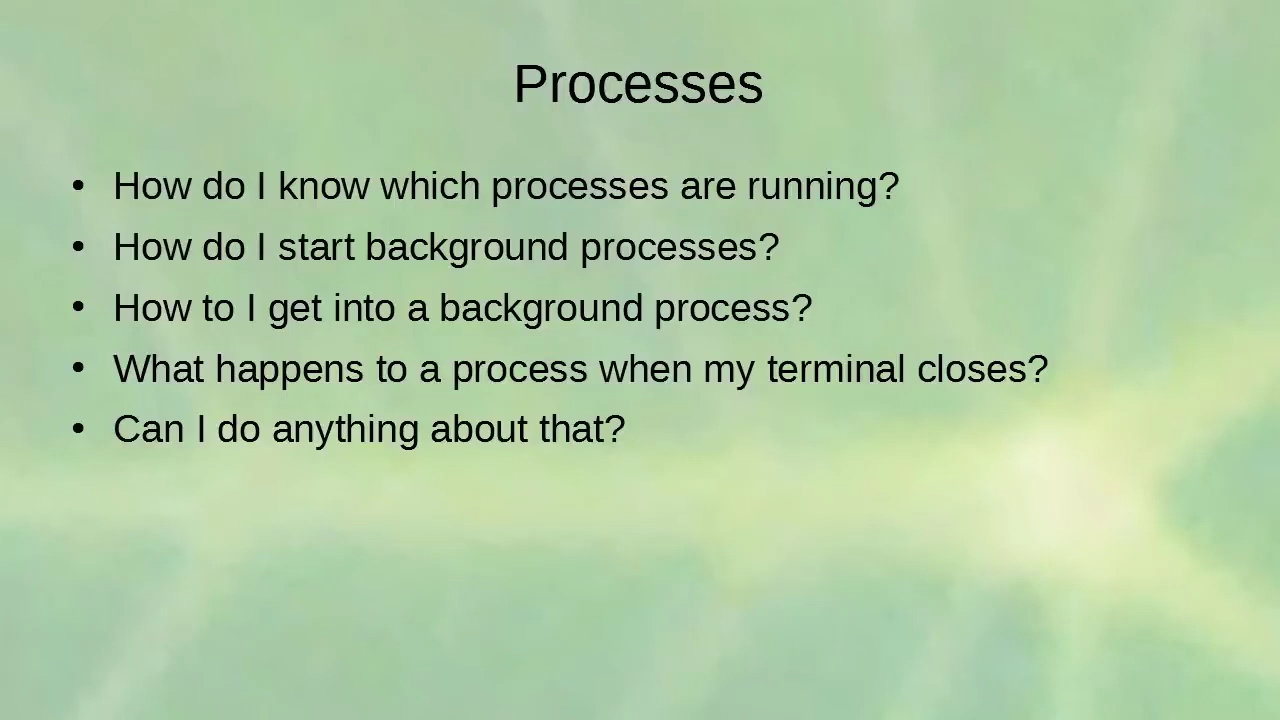 Processes
• How do I know which processes are running?
• How do I start background processes?
• How to I get into a background process?
• What happens to a process when my terminal closes?
• Can I do anything about that?